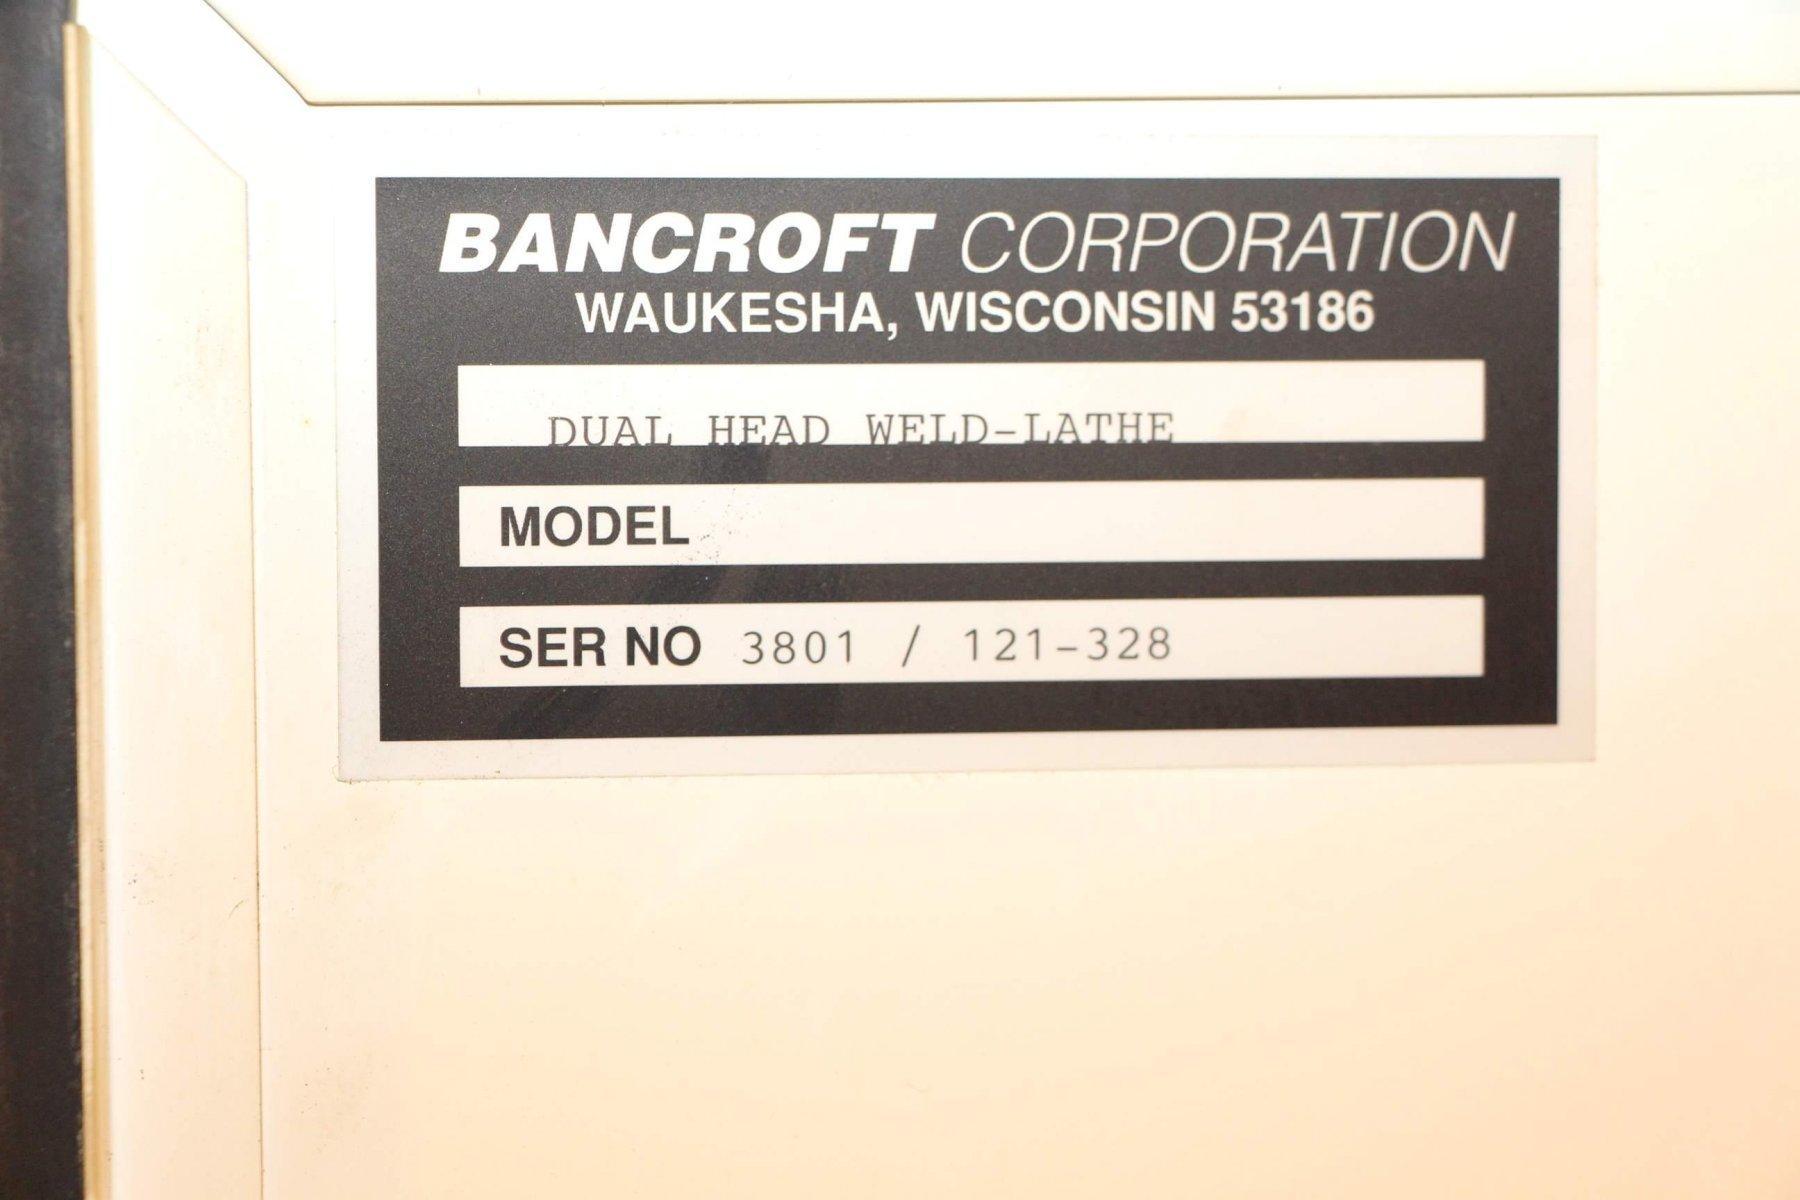 BANCROFT CORPORATION
WAUKESHA, WISCONSIN 53186
DUAL HEAD WELD-LATHE
MODEL
SER NO 3801 / 121-328